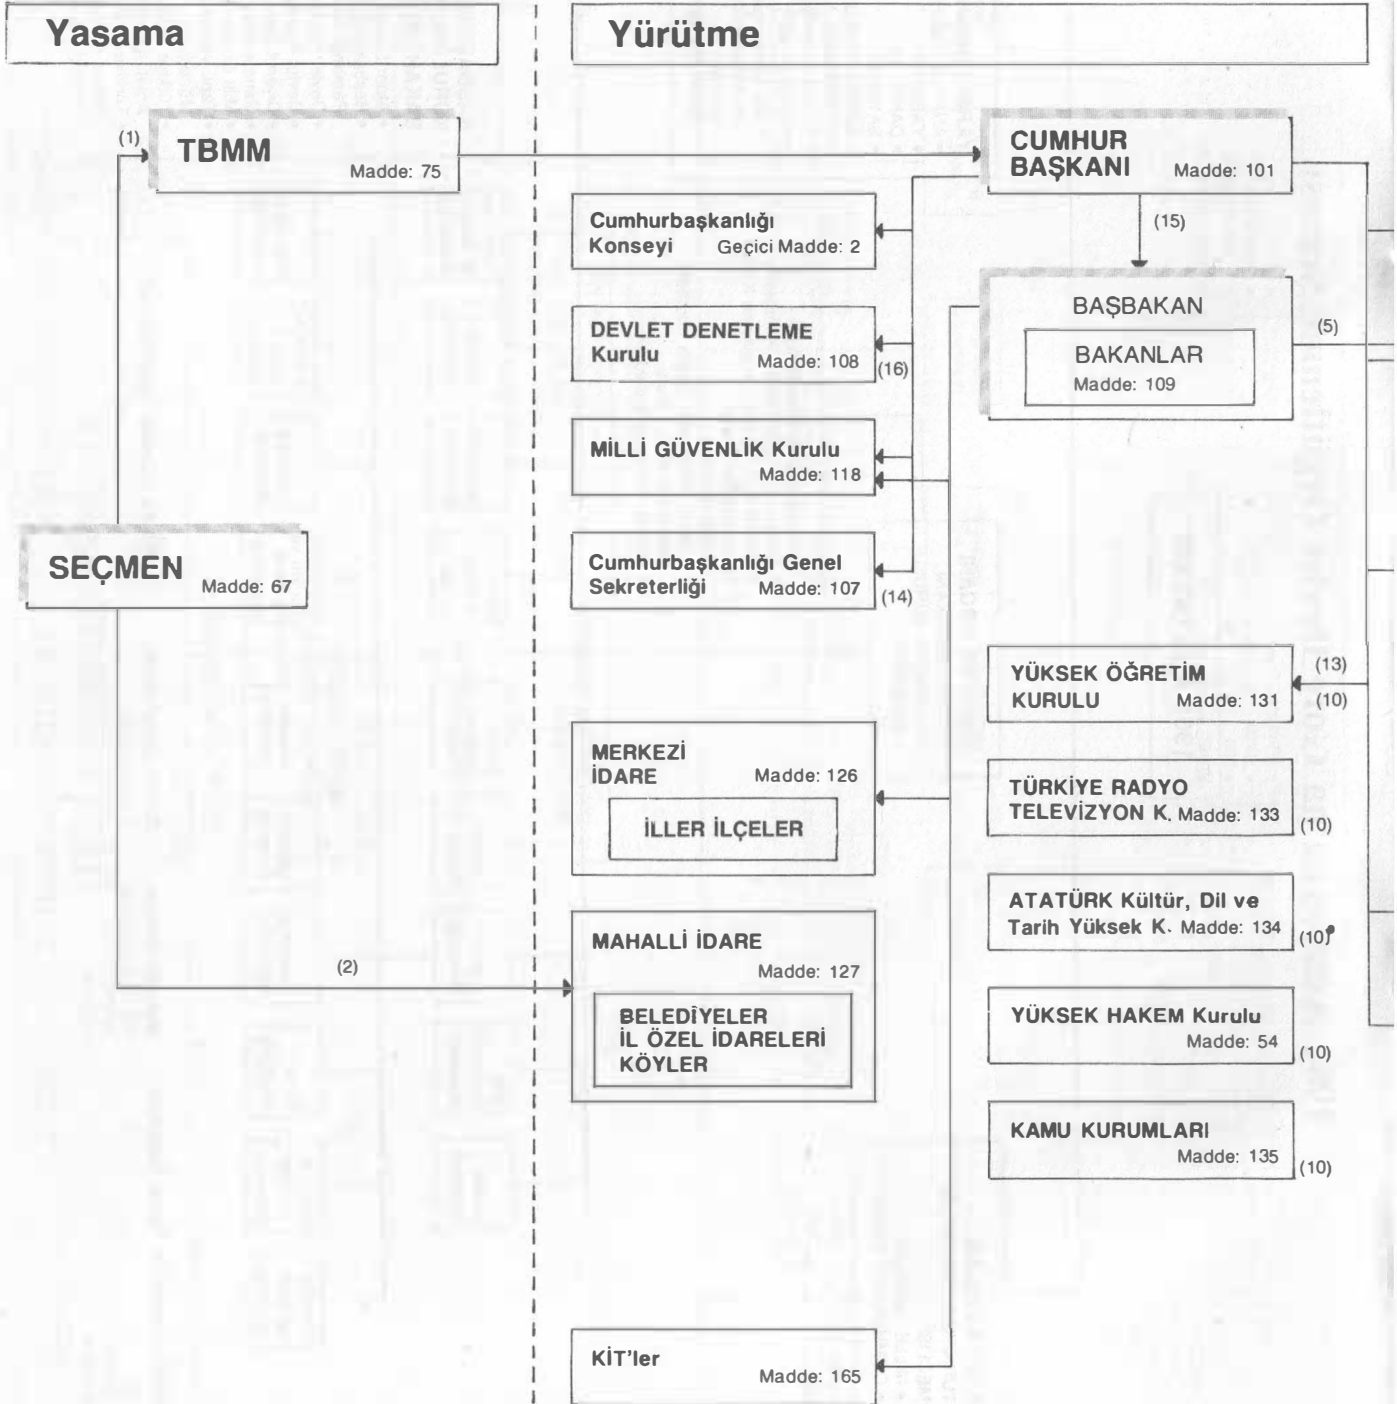 Yasama
Yürütme
(1)
TBMM
Madde: 75
CUMHUR
BAŞKANI Madde: 101
(15)
Cumhurbaşkanlığı
Konseyi Geçici Madde: 2
BAŞBAKAN
BAKANLAR
Madde: 109
(5)
DEVLET DENETLEME
Kurulu Madde: 108
(16)
MİLLİ GÜVENLİK Kurulu
Madde: 118
SEÇMEN Madde: 67
Cumhurbaşkanlığı Genel
Sekreterliği Madde: 107
(14)
YÜKSEK ÖĞRETİM
KURULU Madde: 131
(13)
(10)
MERKEZİ
İDARE Madde: 126
İLLER İLÇELER
TÜRKİYE RADYO
TELEVİZYON K. Madde: 133
(10)
ATATÜRK Kültür, Dil ve
Tarih Yüksek K. Madde: 134
(10)
(2)
MAHALLİ İDARE
Madde: 127
BELEDİYELER
İL ÖZEL İDARELERİ
KÖYLER
YÜKSEK HAKEM Kurulu
Madde: 54
(10)
KAMU KURUMLARI
Madde: 135
(10)
KİT'ler
Madde: 165